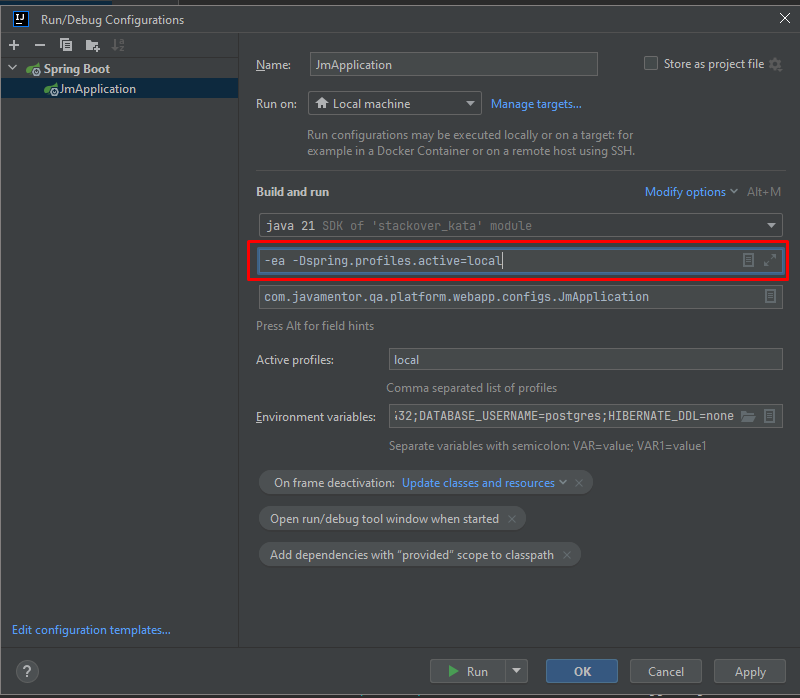 Run/Debug Configurations
Spring Boot
JmApplication
Name: JmApplication Store as project file
Run on: Local machine Manage targets...
Run configurations may be executed locally or on a target: for
example in a Docker Container or on a remote host using SSH.
Build and run Modify options Alt+M
java 21 SDK of 'stackover_kata' module
-ea -Dspring.profiles.active=local
com.javamentor.qa.platform.webapp.configs.JmApplication
Press Alt for field hints
Active profiles: local
Comma separated list of profiles
Environment variables: 32;DATABASE_USERNAME=postgres;HIBERNATE_DDL=none
Separate variables with semicolon: VAR=value; VAR1=value1
On frame deactivation: Update classes and resources
Open run/debug tool window when started
Add dependencies with “provided” scope to classpath
Edit configuration templates...
? Run OK Cancel Apply